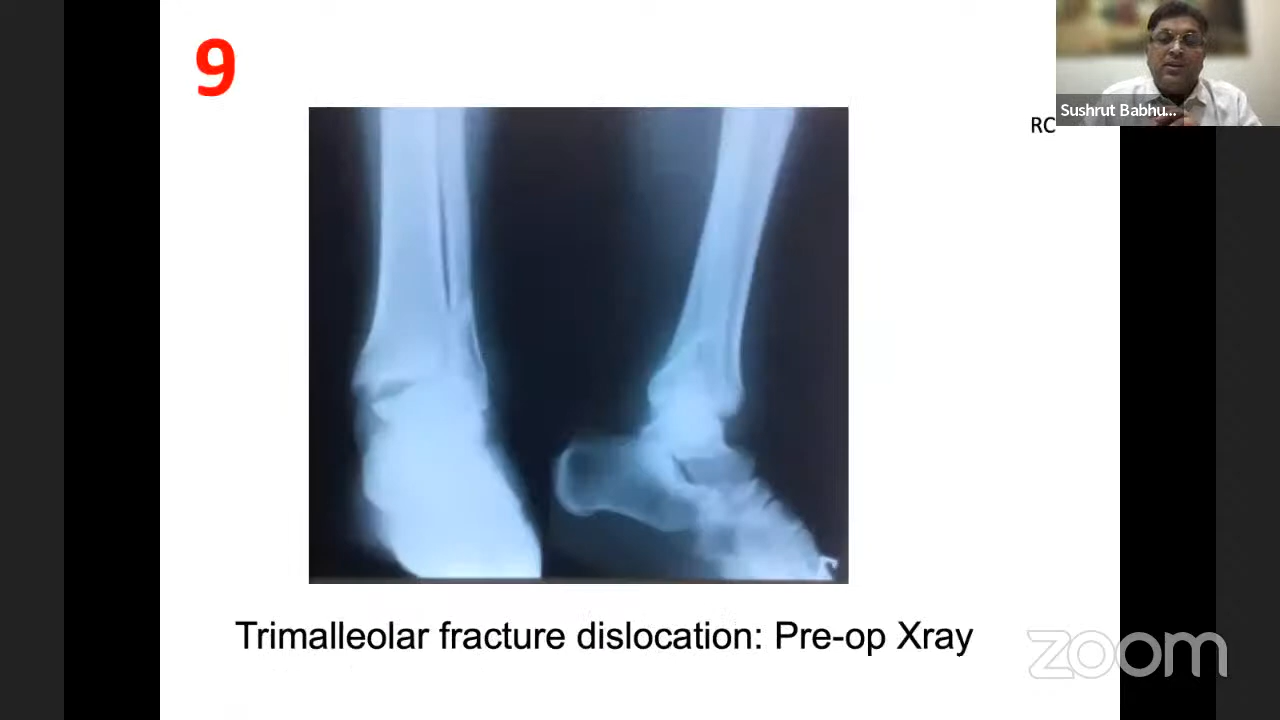 9
Sushrut Babhu...
RC
Trimalleolar fracture dislocation: Pre-op Xray
zoom